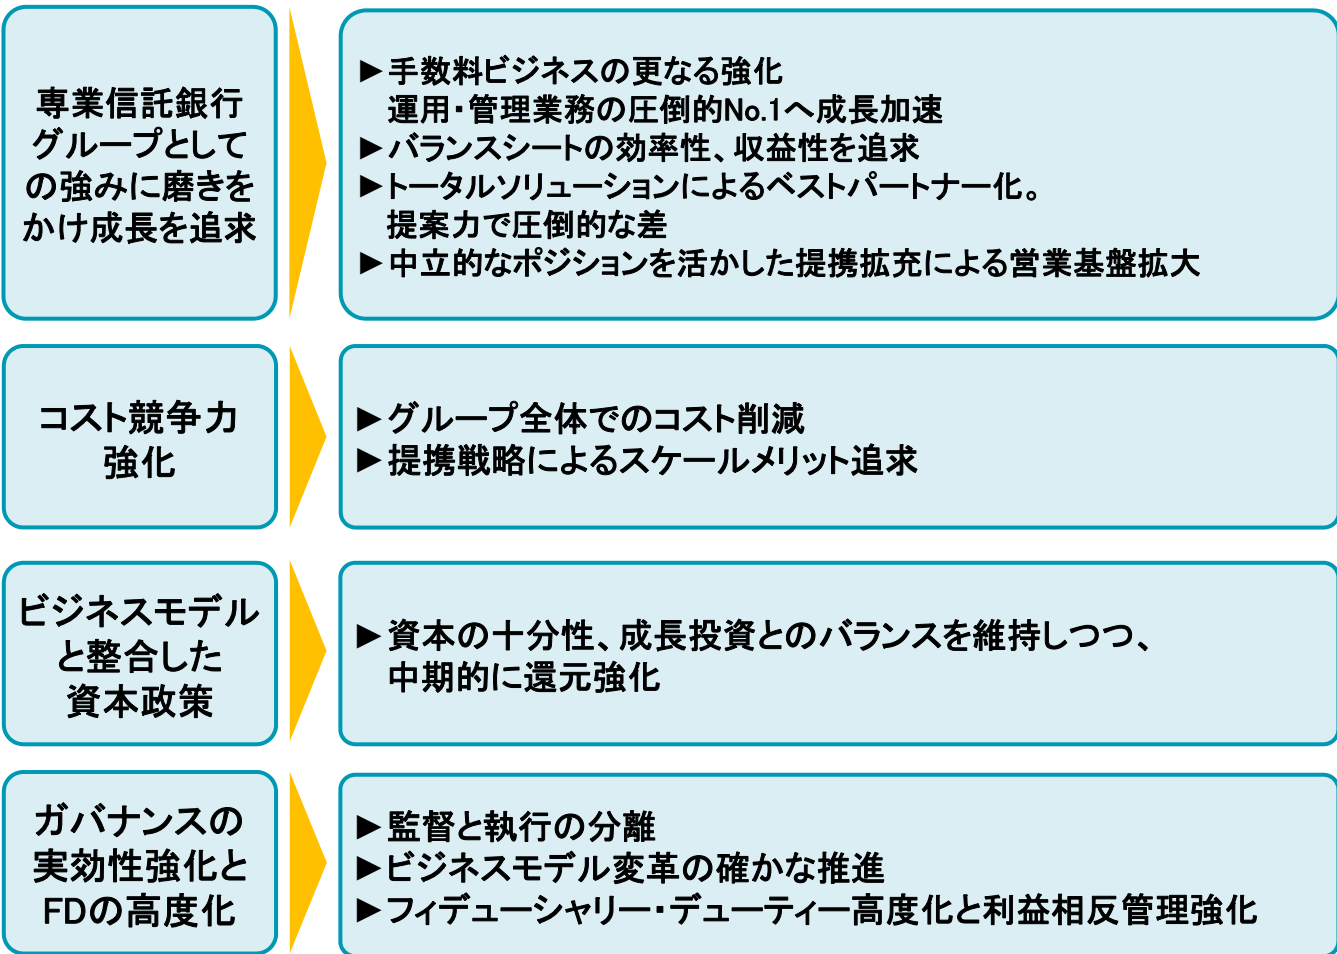 専業信託銀行
グループとして
の強みに磨きを
かけ成長を追求
►手数料ビジネスの更なる強化
運用・管理業務の圧倒的No.1へ成長加速
►バランスシートの効率性、収益性を追求
►トータルソリューションによるベストパートナー化。
提案力で圧倒的な差
►中立的なポジションを活かした提携拡充による営業基盤拡大
コスト競争力
強化
►グループ全体でのコスト削減
►提携戦略によるスケールメリット追求
ビジネスモデル
と整合した
資本政策
►資本の十分性、成長投資とのバランスを維持しつつ、
中期的に還元強化
ガバナンスの
実効性強化と
FDの高度化
►監督と執行の分離
►ビジネスモデル変革の確かな推進
►フィデューシャリー・デューティー高度化と利益相反管理強化